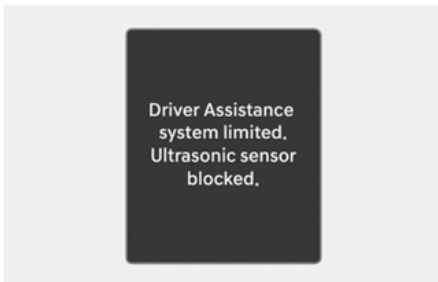 Driver Assistance
system limited.
Ultrasonic sensor
blocked.